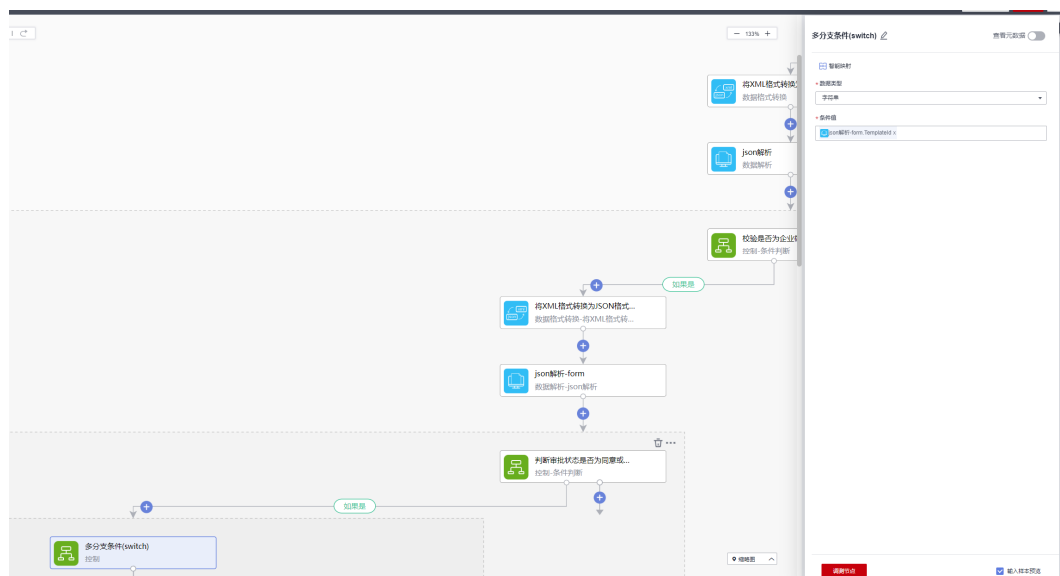 133%
多分支条件(switch)
查看元数据
智能映射
* 数据类型
字符串
* 条件值
json解析-form.TemplateId x
将XML格式转换为
数据格式转换
json解析
数据解析
校验是否为企业
控制-条件判断
如果是
将XML格式转换为JSON格式...
数据格式转换-将XML格式转...
json解析-form
数据解析-json解析
判断审批状态是否为同意或...
控制-条件判断
如果是
多分支条件(switch)
控制
缩略图
调测节点
输入样本预览